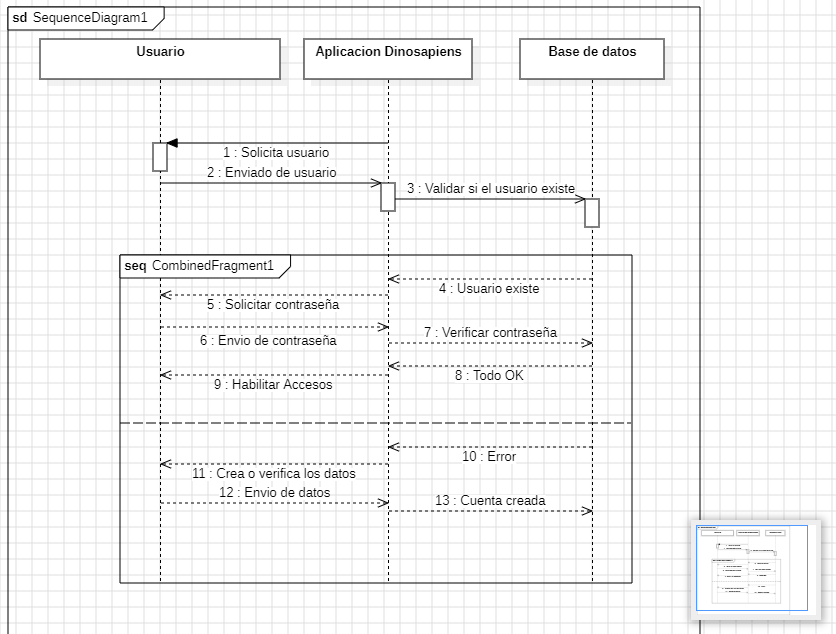 sd SequenceDiagram1
Usuario
Aplicacion Dinosapiens
Base de datos
1 : Solicita usuario
2 : Enviado de usuario
3 : Validar si el usuario existe
seq CombinedFragment1
4 : Usuario existe
5 : Solicitar contraseña
6 : Envio de contraseña
7 : Verificar contraseña
8 : Todo OK
9 : Habilitar Accesos
10 : Error
11 : Crea o verifica los datos
12 : Envio de datos
13 : Cuenta creada